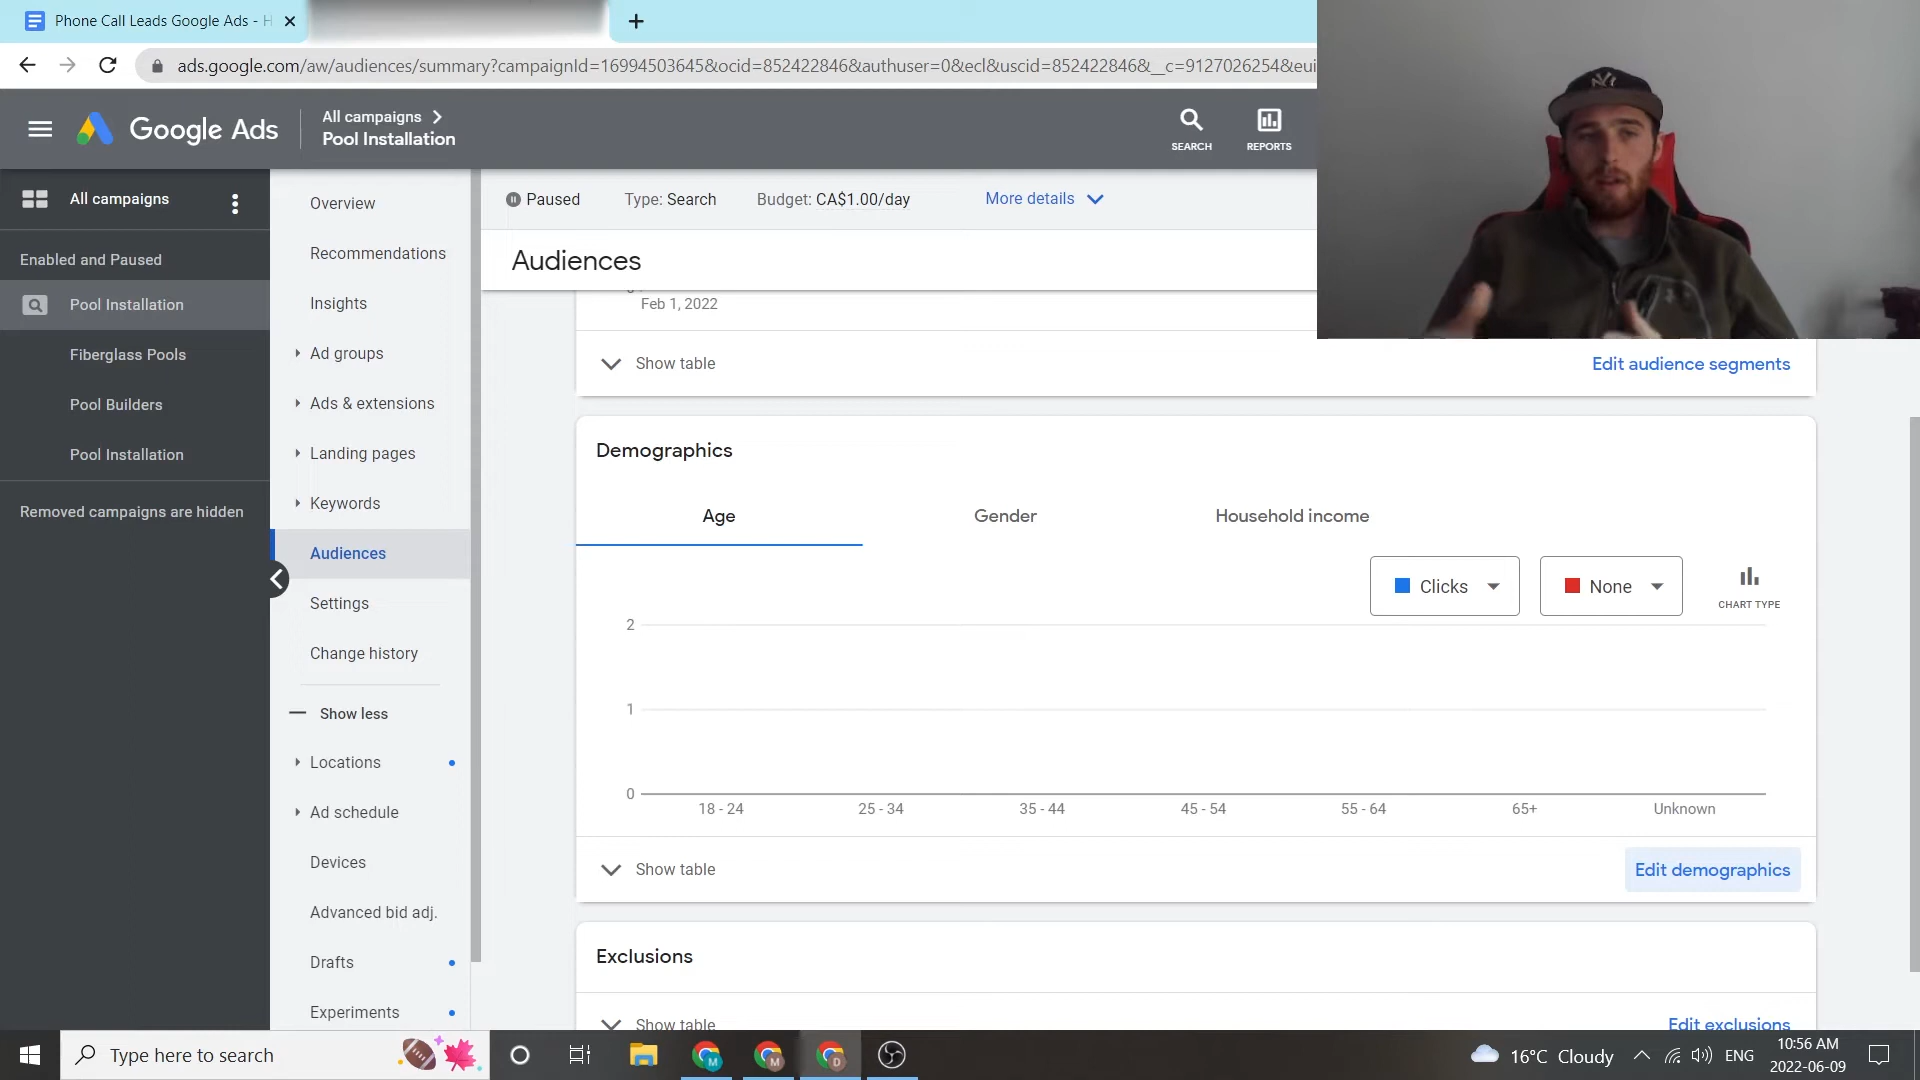 Phone Call Leads Google Ads - H
ads.google.com/aw/audiences/summary?campaignId=16994503645&ocid=852422846&authuser=0&ecl&uscid=852422846&__c=9127026254&eui
Google Ads
All campaigns
Pool Installation
SEARCH
REPORTS
All campaigns
Enabled and Paused
Pool Installation
Fiberglass Pools
Pool Builders
Pool Installation
Removed campaigns are hidden
Overview
Recommendations
Insights
Ad groups
Ads & extensions
Landing pages
Keywords
Audiences
Settings
Change history
Show less
Locations
Ad schedule
Devices
Advanced bid adj.
Drafts
Experiments
Paused
Type: Search
Budget: CA$1.00/day
More details
Audiences
Feb 1, 2022
Show table
Edit audience segments
Demographics
Age
Gender
Household income
Clicks
None
CHART TYPE
2
1
0
18 - 24
25 - 34
35 - 44
45 - 54
55 - 64
65+
Unknown
Show table
Edit demographics
Exclusions
Show table
Edit exclusions
Type here to search
16°C Cloudy
ENG
10:56 AM
2022-06-09